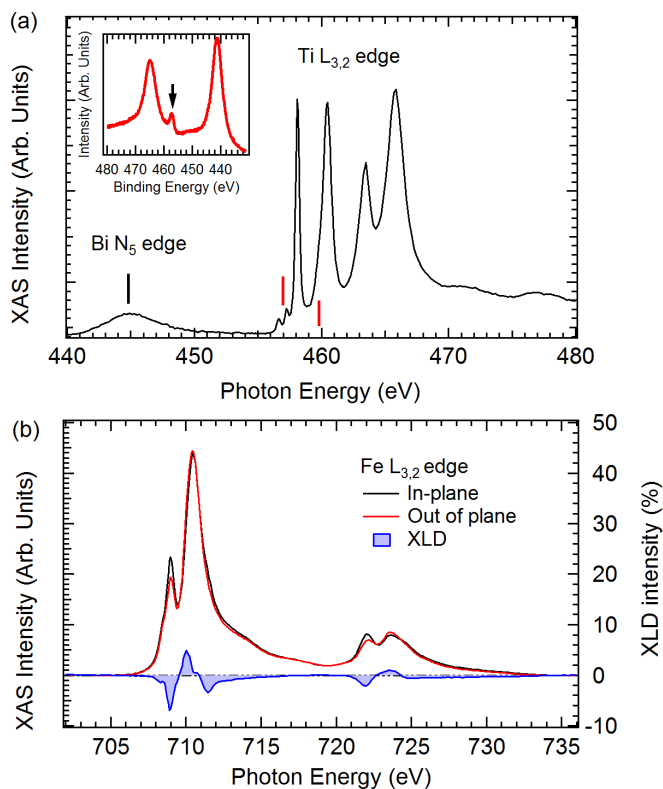 (a)
Ti L3,2 edge
Intensity (Arb. Units)
480 470 460 450 440
Binding Energy (eV)
Bi N5 edge
XAS Intensity (Arb. Units)
440 450 460 470 480
Photon Energy (eV)
(b)
Fe L3,2 edge
In-plane
Out of plane
XLD
XAS Intensity (Arb. Units)
50
40
30
20
10
0
-10
XLD intensity (%)
705 710 715 720 725 730 735
Photon Energy (eV)